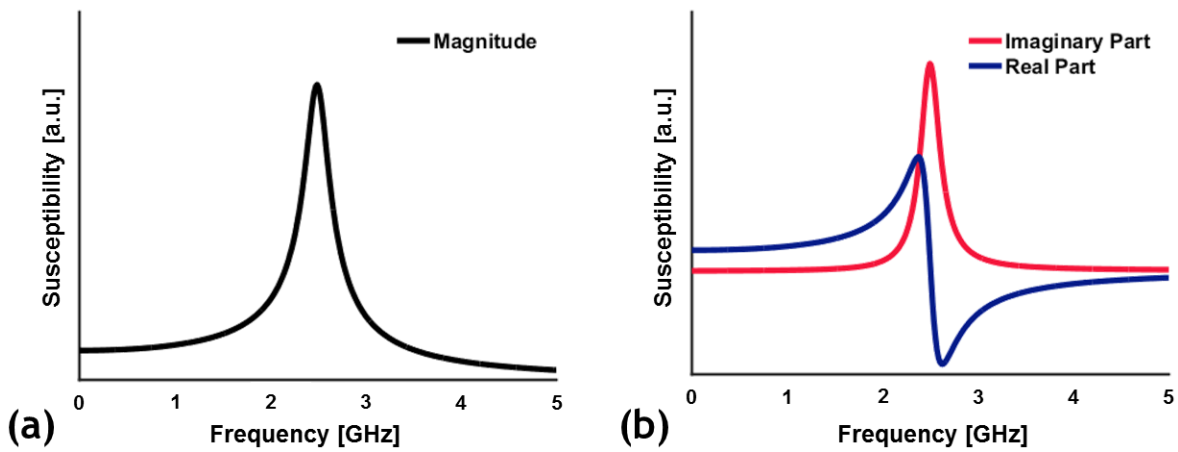 Magnitude
Susceptibility [a.u.]
0 1 2 3 4 5
Frequency [GHz]
(a)
Imaginary Part
Real Part
Susceptibility [a.u.]
0 1 2 3 4 5
Frequency [GHz]
(b)